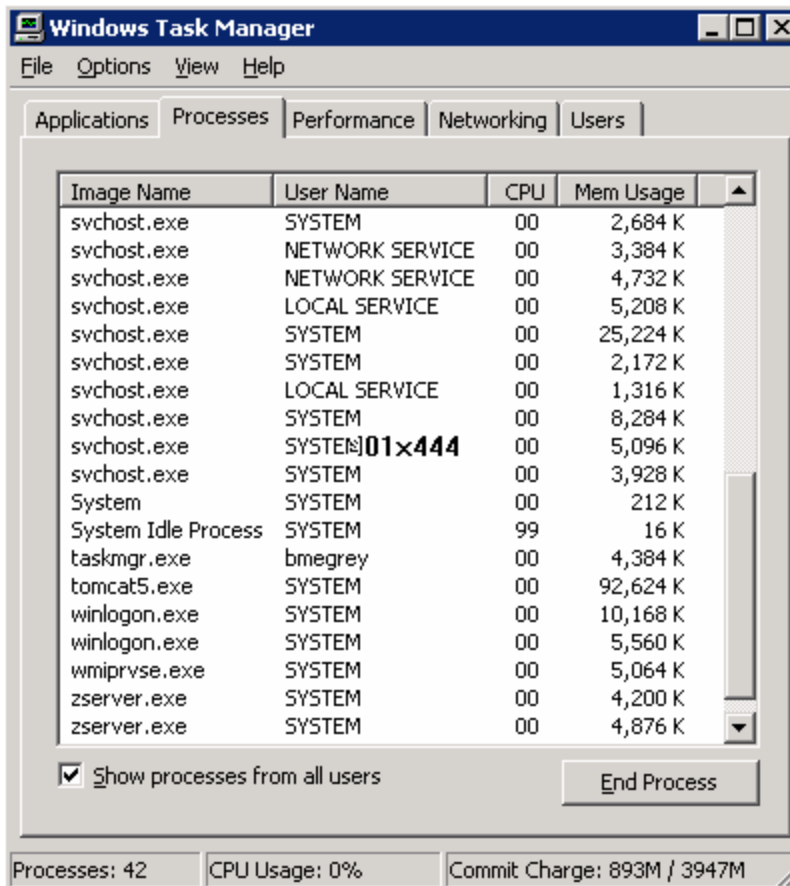 Windows Task Manager
File Options View Help
Applications Processes Performance Networking Users
Image Name User Name CPU Mem Usage
svchost.exe SYSTEM 00 2,684 K
svchost.exe NETWORK SERVICE 00 3,384 K
svchost.exe NETWORK SERVICE 00 4,732 K
svchost.exe LOCAL SERVICE 00 5,208 K
svchost.exe SYSTEM 00 25,224 K
svchost.exe SYSTEM 00 2,172 K
svchost.exe LOCAL SERVICE 00 1,316 K
svchost.exe SYSTEM 00 8,284 K
svchost.exe 01×444 00 5,096 K
svchost.exe SYSTEM 00 3,928 K
System SYSTEM 00 212 K
System Idle Process SYSTEM 99 16 K
taskmgr.exe bmegrey 00 4,384 K
tomcat5.exe SYSTEM 00 92,624 K
winlogon.exe SYSTEM 00 10,168 K
winlogon.exe SYSTEM 00 5,560 K
wmiprvse.exe SYSTEM 00 5,064 K
zserver.exe SYSTEM 00 4,200 K
zserver.exe SYSTEM 00 4,876 K
Show processes from all users
End Process
Processes: 42 CPU Usage: 0% Commit Charge: 893M / 3947M